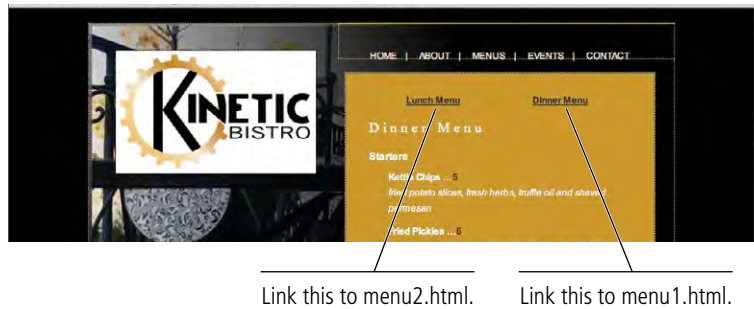 KINETIC
BISTRO
HOME | ABOUT | MENUS | EVENTS | CONTACT
Lunch Menu Dinner Menu
Dinner Menu
Starters
Kettle Chips ...5
fried potato slices, fresh herbs, truffle oil and shaved
parmesan
Fried Pickles ...6
Link this to menu2.html. Link this to menu1.html.